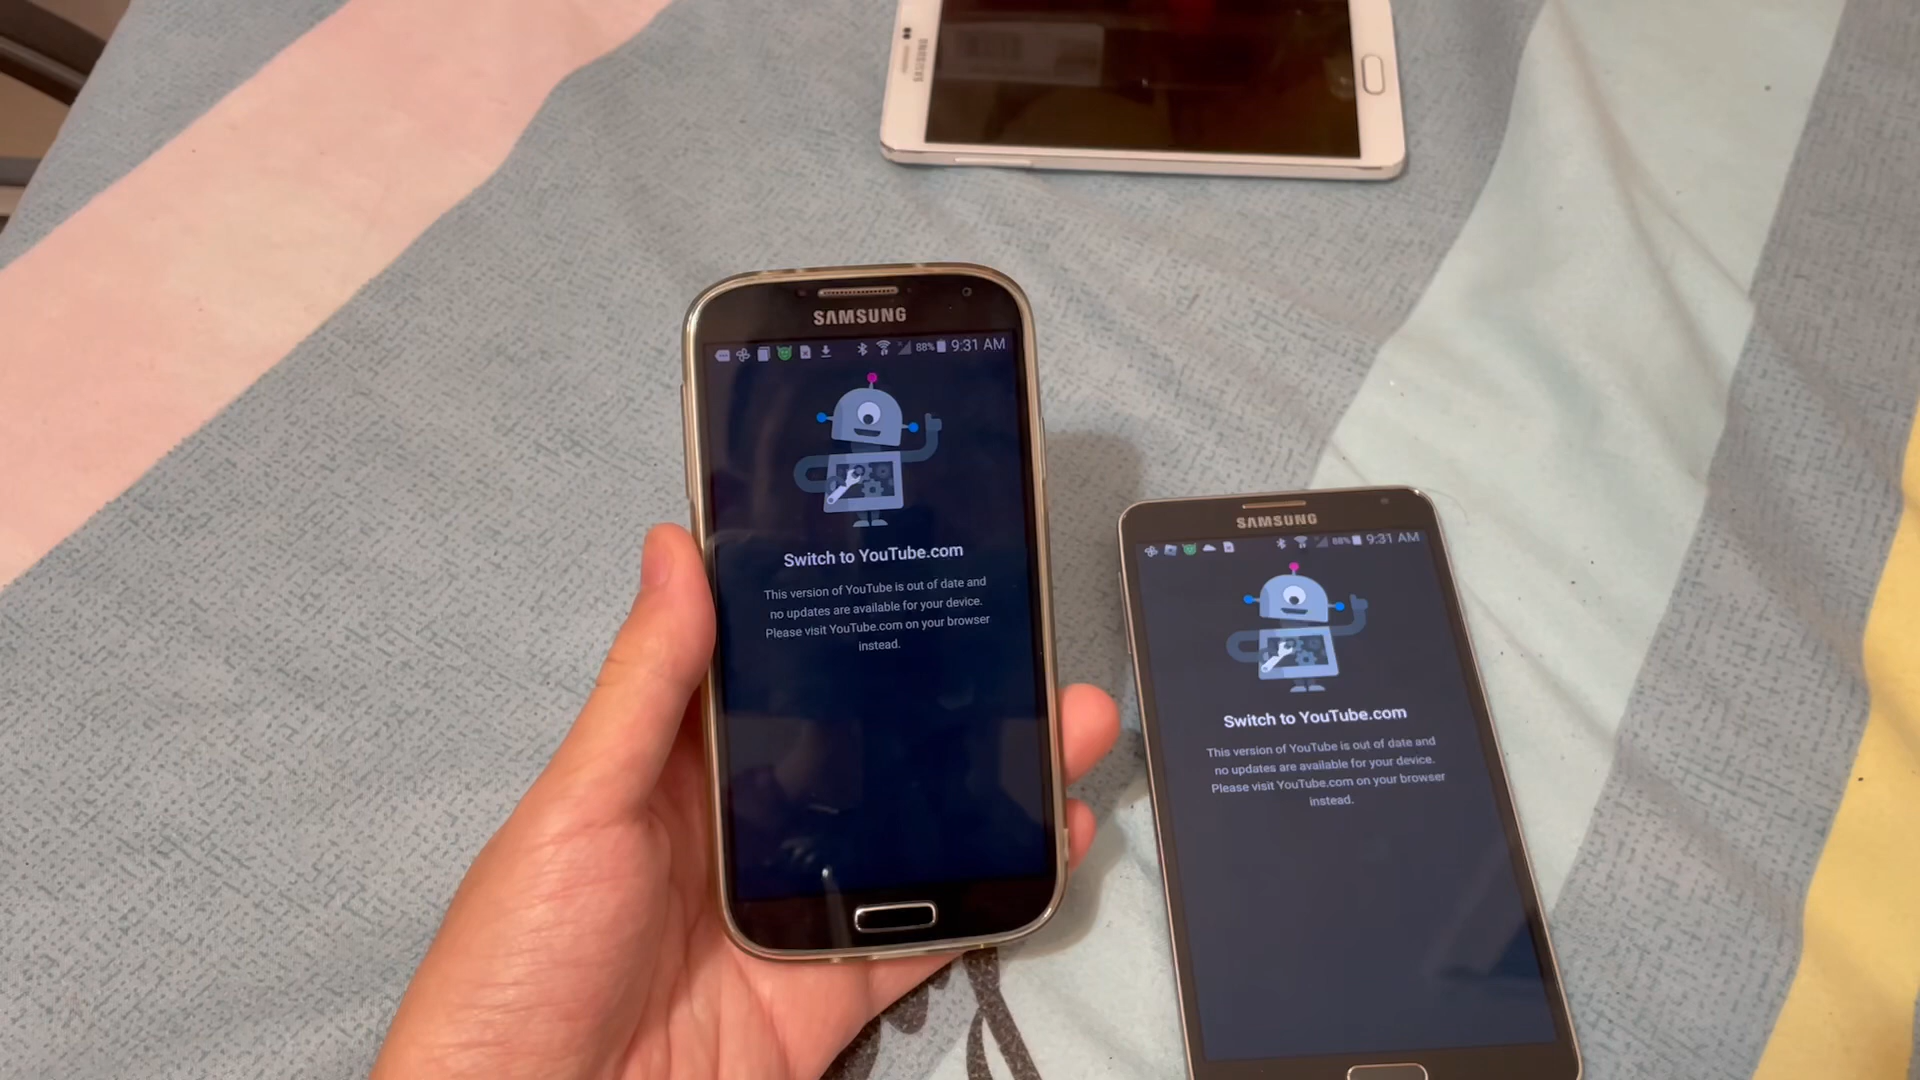 SAMSUNG
SAMSUNG
88% 9:31 AM
Switch to YouTube.com
This version of YouTube is out of date and
no updates are available for your device.
Please visit YouTube.com on your browser
instead.
SAMSUNG
88% 9:31 AM
Switch to YouTube.com
This version of YouTube is out of date and
no updates are available for your device.
Please visit YouTube.com on your browser
instead.